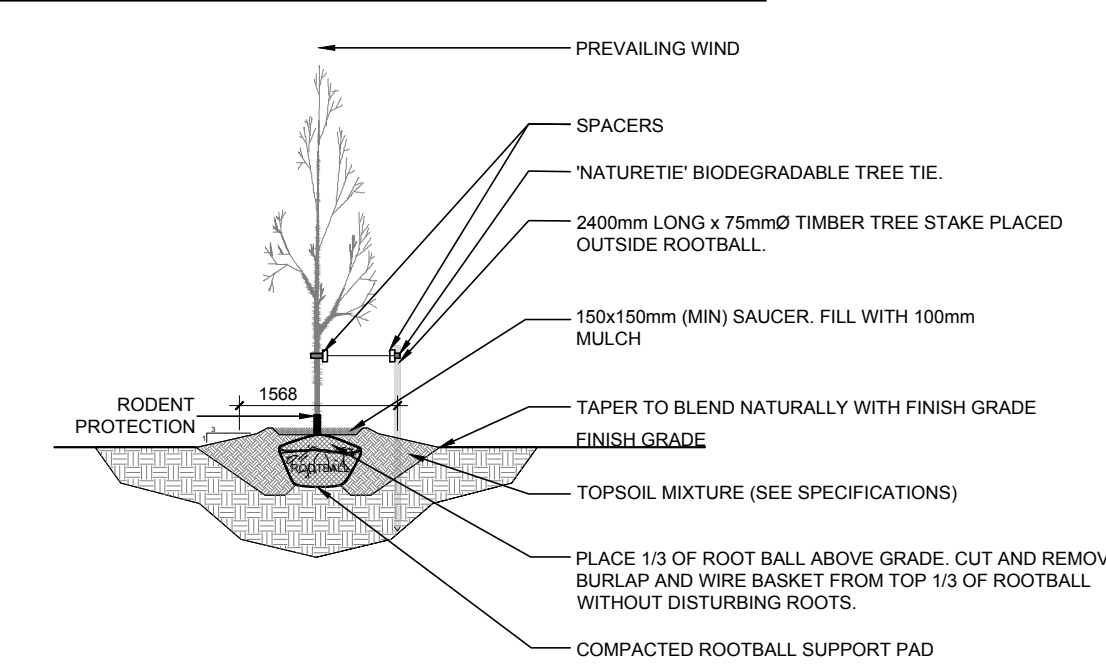 PREVAILING WIND
SPACERS
'NATURETIE' BIODEGRADABLE TREE TIE.
2400mm LONG x 75mmØ TIMBER TREE STAKE PLACED
OUTSIDE ROOTBALL.
150x150mm (MIN) SAUCER. FILL WITH 100mm
MULCH
1568
RODENT
PROTECTION
3
1
TAPER TO BLEND NATURALLY WITH FINISH GRADE
FINISH GRADE
ROOTBALL
TOPSOIL MIXTURE (SEE SPECIFICATIONS)
PLACE 1/3 OF ROOT BALL ABOVE GRADE. CUT AND REMOV
BURLAP AND WIRE BASKET FROM TOP 1/3 OF ROOTBALL
WITHOUT DISTURBING ROOTS.
COMPACTED ROOTBALL SUPPORT PAD